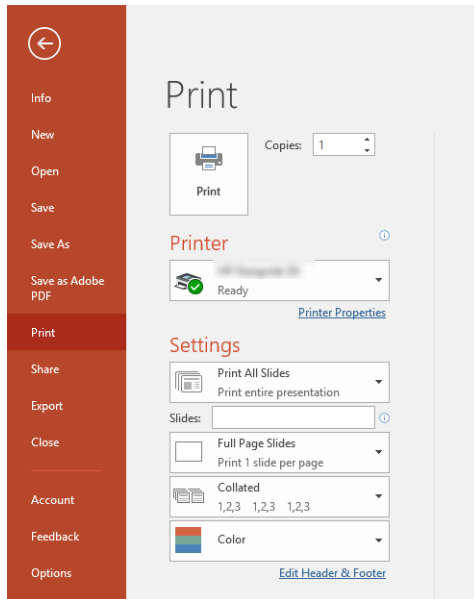 Info
New
Open
Save
Save As
Save as Adobe
PDF
Print
Share
Export
Close
Account
Feedback
Options
Print
Copies: 1
Print
Printer
Ready
Printer Properties
Settings
Print All Slides
Print entire presentation
Slides:
Full Page Slides
Print 1 slide per page
Collated
1,2,3 1,2,3 1,2,3
Color
Edit Header & Footer